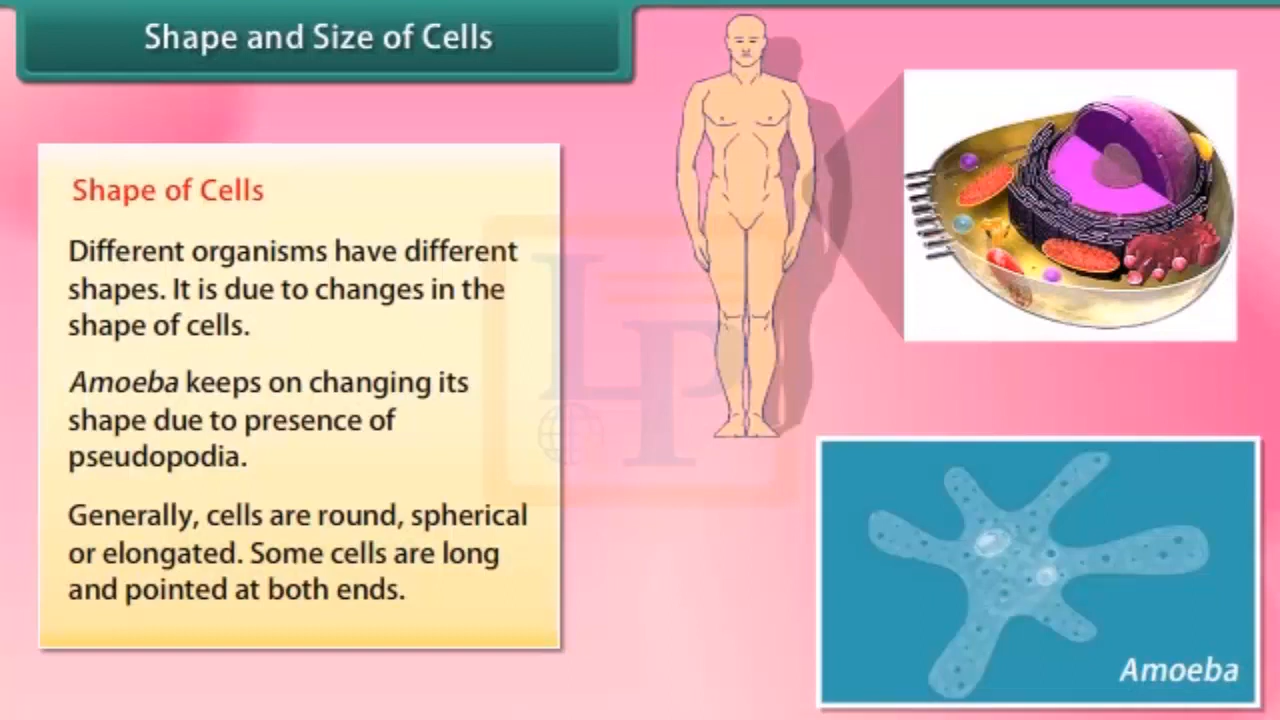 Shape and Size of Cells
Shape of Cells
Different organisms have different
shapes. It is due to changes in the
shape of cells.
Amoeba keeps on changing its
shape due to presence of
pseudopodia.
Generally, cells are round, spherical
or elongated. Some cells are long
and pointed at both ends.
LP
Amoeba